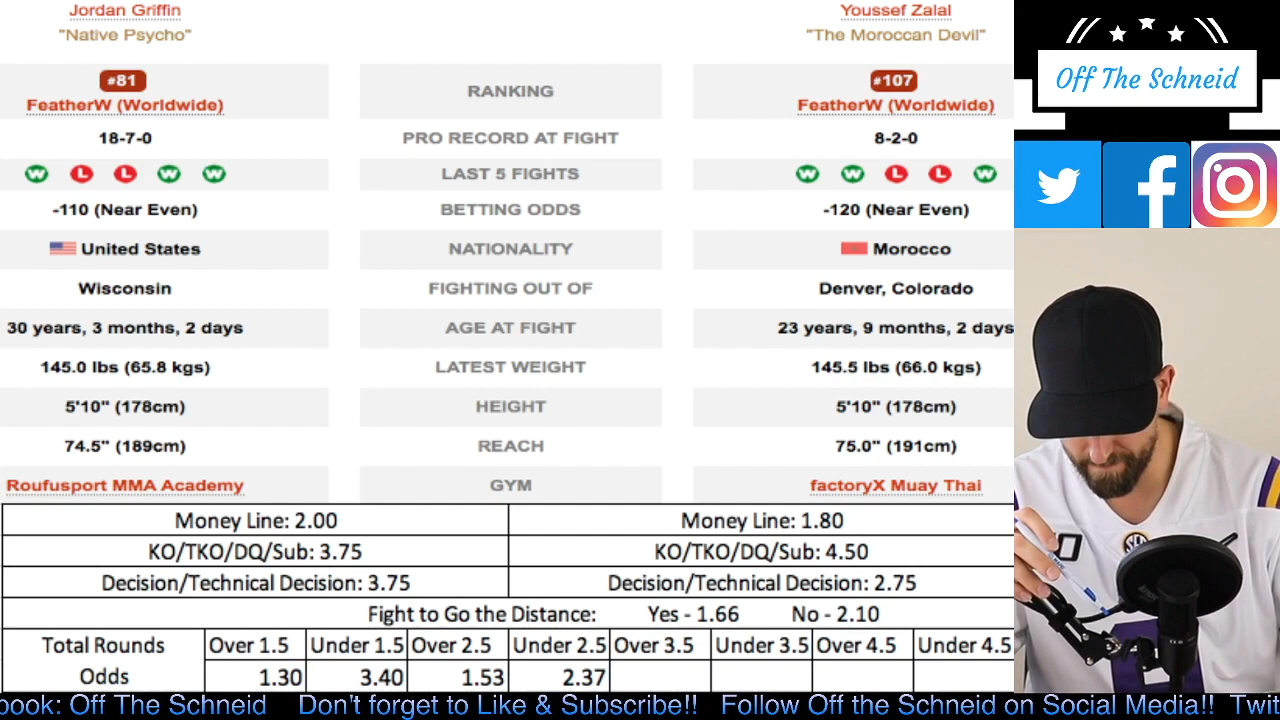 Jordan Griffin
"Native Psycho"
Youssef Zalal
"The Moroccan Devil"
Off The Schneid
#81
FeatherW (Worldwide)
RANKING
#107
FeatherW (Worldwide)
18-7-0
PRO RECORD AT FIGHT
8-2-0
W L L W W
LAST 5 FIGHTS
W W L L W
-110 (Near Even)
BETTING ODDS
-120 (Near Even)
United States
NATIONALITY
Morocco
Wisconsin
FIGHTING OUT OF
Denver, Colorado
30 years, 3 months, 2 days
AGE AT FIGHT
23 years, 9 months, 2 days
145.0 lbs (65.8 kgs)
LATEST WEIGHT
145.5 lbs (66.0 kgs)
5'10" (178cm)
HEIGHT
5'10" (178cm)
74.5" (189cm)
REACH
75.0" (191cm)
Roufusport MMA Academy
GYM
factoryX Muay Thai
Money Line: 2.00
Money Line: 1.80
KO/TKO/DQ/Sub: 3.75
KO/TKO/DQ/Sub: 4.50
Decision/Technical Decision: 3.75
Decision/Technical Decision: 2.75
Fight to Go the Distance: Yes - 1.66 No - 2.10
Total Rounds Over 1.5 Under 1.5 Over 2.5 Under 2.5 Over 3.5 Under 3.5 Over 4.5 Under 4.5
Odds 1.30 3.40 1.53 2.37
book: Off The Schneid Don't forget to Like & Subscribe!! Follow Off the Schneid on Social Media!! Twit